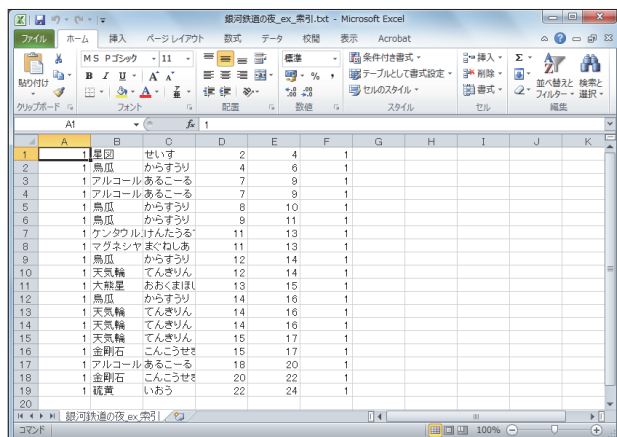 銀河鉄道の夜_ex_索引.txt - Microsoft Excel
ファイル ホーム 挿入 ページ レイアウト 数式 データ 校閲 表示 Acrobat
貼り付け MS Pゴシック 11 標準 条件付き書式 テーブルとして書式設定 セルのスタイル 挿入 削除 書式 並べ替えと フィルター 検索と 選択
クリップボード フォント 配置 数値 スタイル セル 編集
A1 fx 1
A B C D E F G H I J K
1 1 星図 せいず 2 4 1
2 1 烏瓜 からすうり 4 6 1
3 1 アルコール あるこーる 7 9 1
4 1 アルコール あるこーる 7 9 1
5 1 烏瓜 からすうり 8 10 1
6 1 烏瓜 からすうり 9 11 1
7 1 ケンタウル けんたうる 11 13 1
8 1 マグネシヤ まぐねしあ 11 13 1
9 1 烏瓜 からすうり 12 14 1
10 1 天気輪 てんきりん 12 14 1
11 1 大熊星 おおくまぼし 13 15 1
12 1 烏瓜 からすうり 14 16 1
13 1 天気輪 てんきりん 14 16 1
14 1 天気輪 てんきりん 14 16 1
15 1 天気輪 てんきりん 15 17 1
16 1 金剛石 こんごうせき 15 17 1
17 1 アルコール あるこーる 18 20 1
18 1 金剛石 こんごうせき 20 22 1
19 1 硫黄 いおう 22 24 1
20
銀河鉄道の夜_ex_索引
コマンド 100%